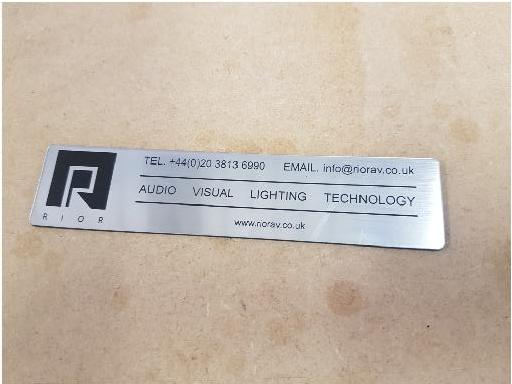 TEL. +44(0)20 3813 6990 EMAIL. info@riorav.co.uk
AUDIO VISUAL LIGHTING TECHNOLOGY
www.riorav.co.uk
R I O R